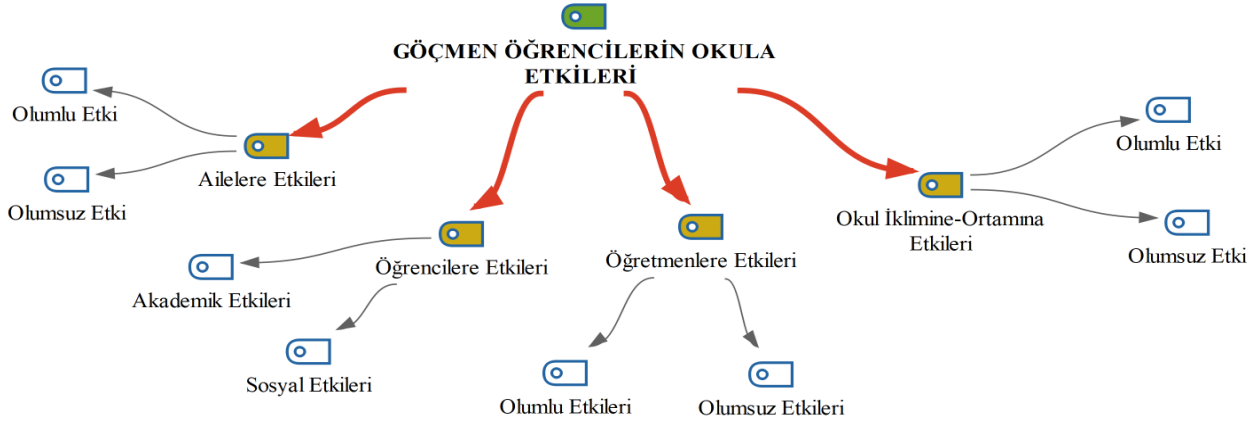 GÖÇMEN ÖĞRENCİLERİN OKULA
ETKİLERİ
Olumlu Etki
Olumsuz Etki
Ailelere Etkileri
Öğrencilere Etkileri
Akademik Etkileri
Sosyal Etkileri
Öğretmenlere Etkileri
Olumlu Etkileri
Olumsuz Etkileri
Okul İklimine-Ortamına
Etkileri
Olumlu Etki
Olumsuz Etki